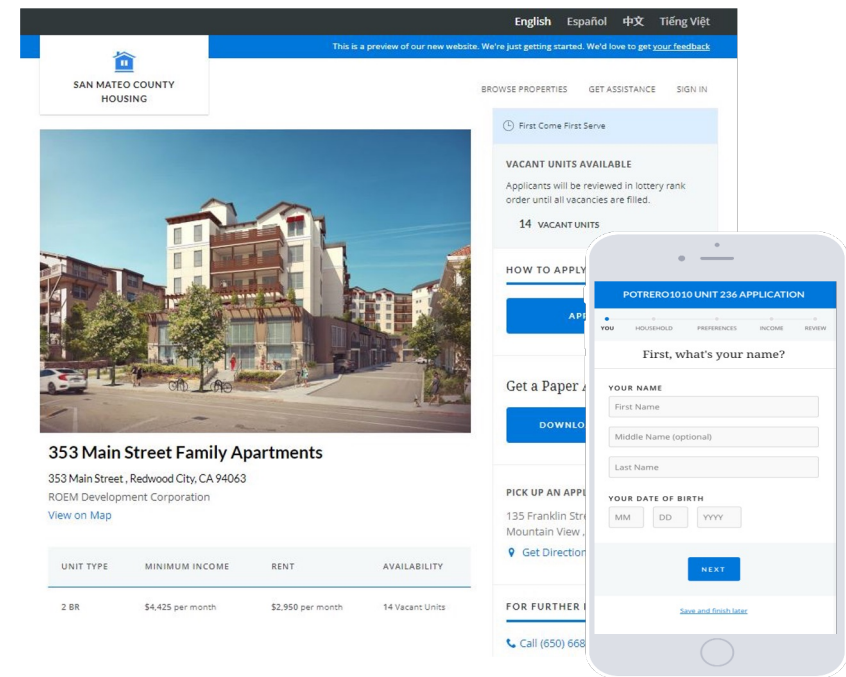 English Español 中文 Tiếng Việt
This is a preview of our new website. We're just getting started. We'd love to get your feedback
SAN MATEO COUNTY
HOUSING
BROWSE PROPERTIES GET ASSISTANCE SIGN IN
First Come First Serve
VACANT UNITS AVAILABLE
Applicants will be reviewed in lottery rank
order until all vacancies are filled.
14 VACANT UNITS
HOW TO APPLY
Get a Paper
PICK UP AN
135 Franklin
Mountain View,
Get
FOR FURTHER
Call (650) 668
353 Main Street Family Apartments
353 Main Street , Redwood City, CA 94063
ROEM Development Corporation
View on Map
UNIT TYPE MINIMUM INCOME RENT AVAILABILITY
2 BR $4,425 per month $2,950 per month 14 Vacant Units
POTRERO1010 UNIT 236 APPLICATION
YOU HOUSEHOLD PREFERENCES INCOME REVIEW
First, what's your name?
YOUR NAME
First Name
Middle Name (optional)
Last Name
YOUR DATE OF BIRTH
MM DD YYYY
NEXT
Save and finish later